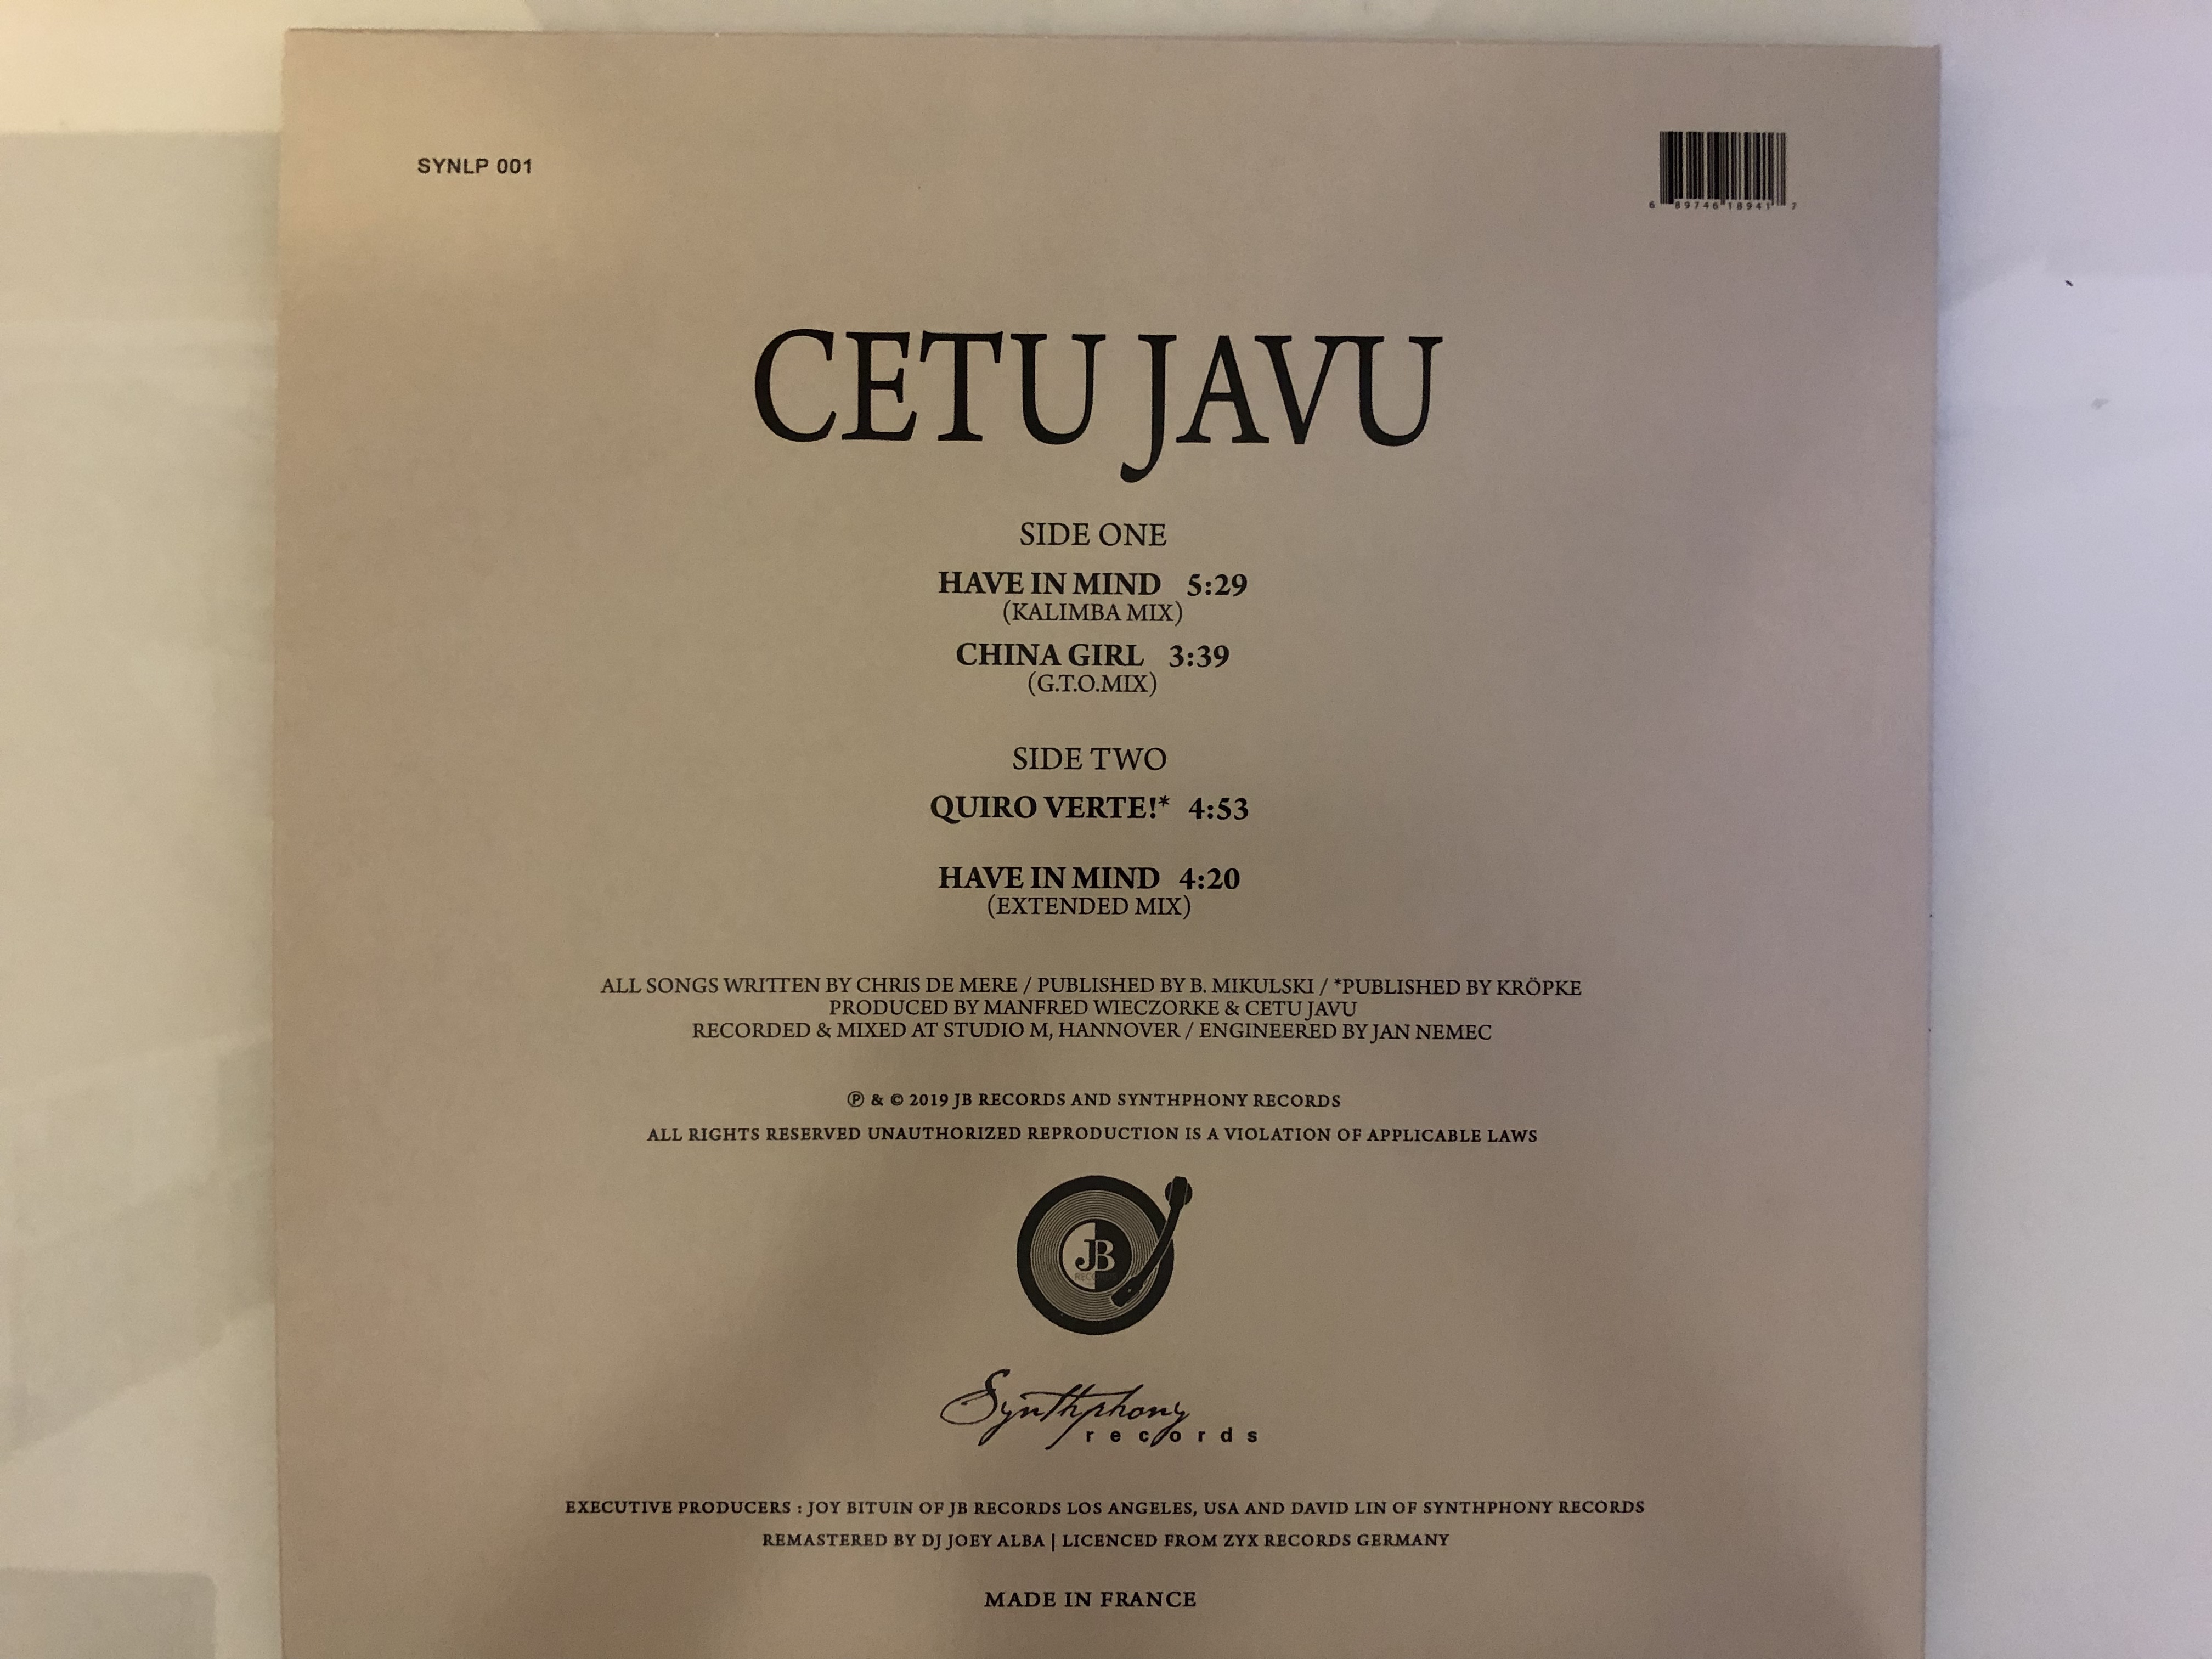 SYNLP 001
6 89746 18941 7
CETU JAVU
SIDE ONE
HAVE IN MIND 5:29
(KALIMBA MIX)
CHINA GIRL 3:39
(G.T.O.MIX)
SIDE TWO
QUIRO VERTE!* 4:53
HAVE IN MIND 4:20
(EXTENDED MIX)
ALL SONGS WRITTEN BY CHRIS DE MERE / PUBLISHED BY B. MIKULSKI / *PUBLISHED BY KRÖPKE
PRODUCED BY MANFRED WIECZORKE & CETU JAVU
RECORDED & MIXED AT STUDIO M, HANNOVER / ENGINEERED BY JAN NEMEC
℗ & © 2019 JB RECORDS AND SYNTHPHONY RECORDS
ALL RIGHTS RESERVED UNAUTHORIZED REPRODUCTION IS A VIOLATION OF APPLICABLE LAWS
JB
Synthphony
records
EXECUTIVE PRODUCERS : JOY BITUIN OF JB RECORDS LOS ANGELES, USA AND DAVID LIN OF SYNTHPHONY RECORDS
REMASTERED BY DJ JOEY ALBA | LICENCED FROM ZYX RECORDS GERMANY
MADE IN FRANCE